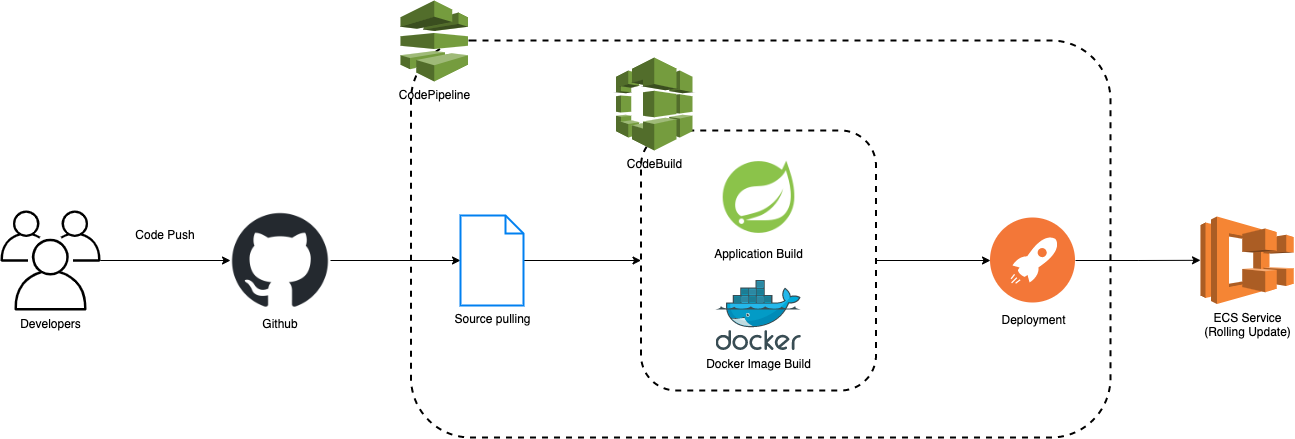 CodePipeline
CodeBuild
Code Push
Developers
Github
Source pulling
Application Build
docker
Docker Image Build
Deployment
ECS Service
(Rolling Update)